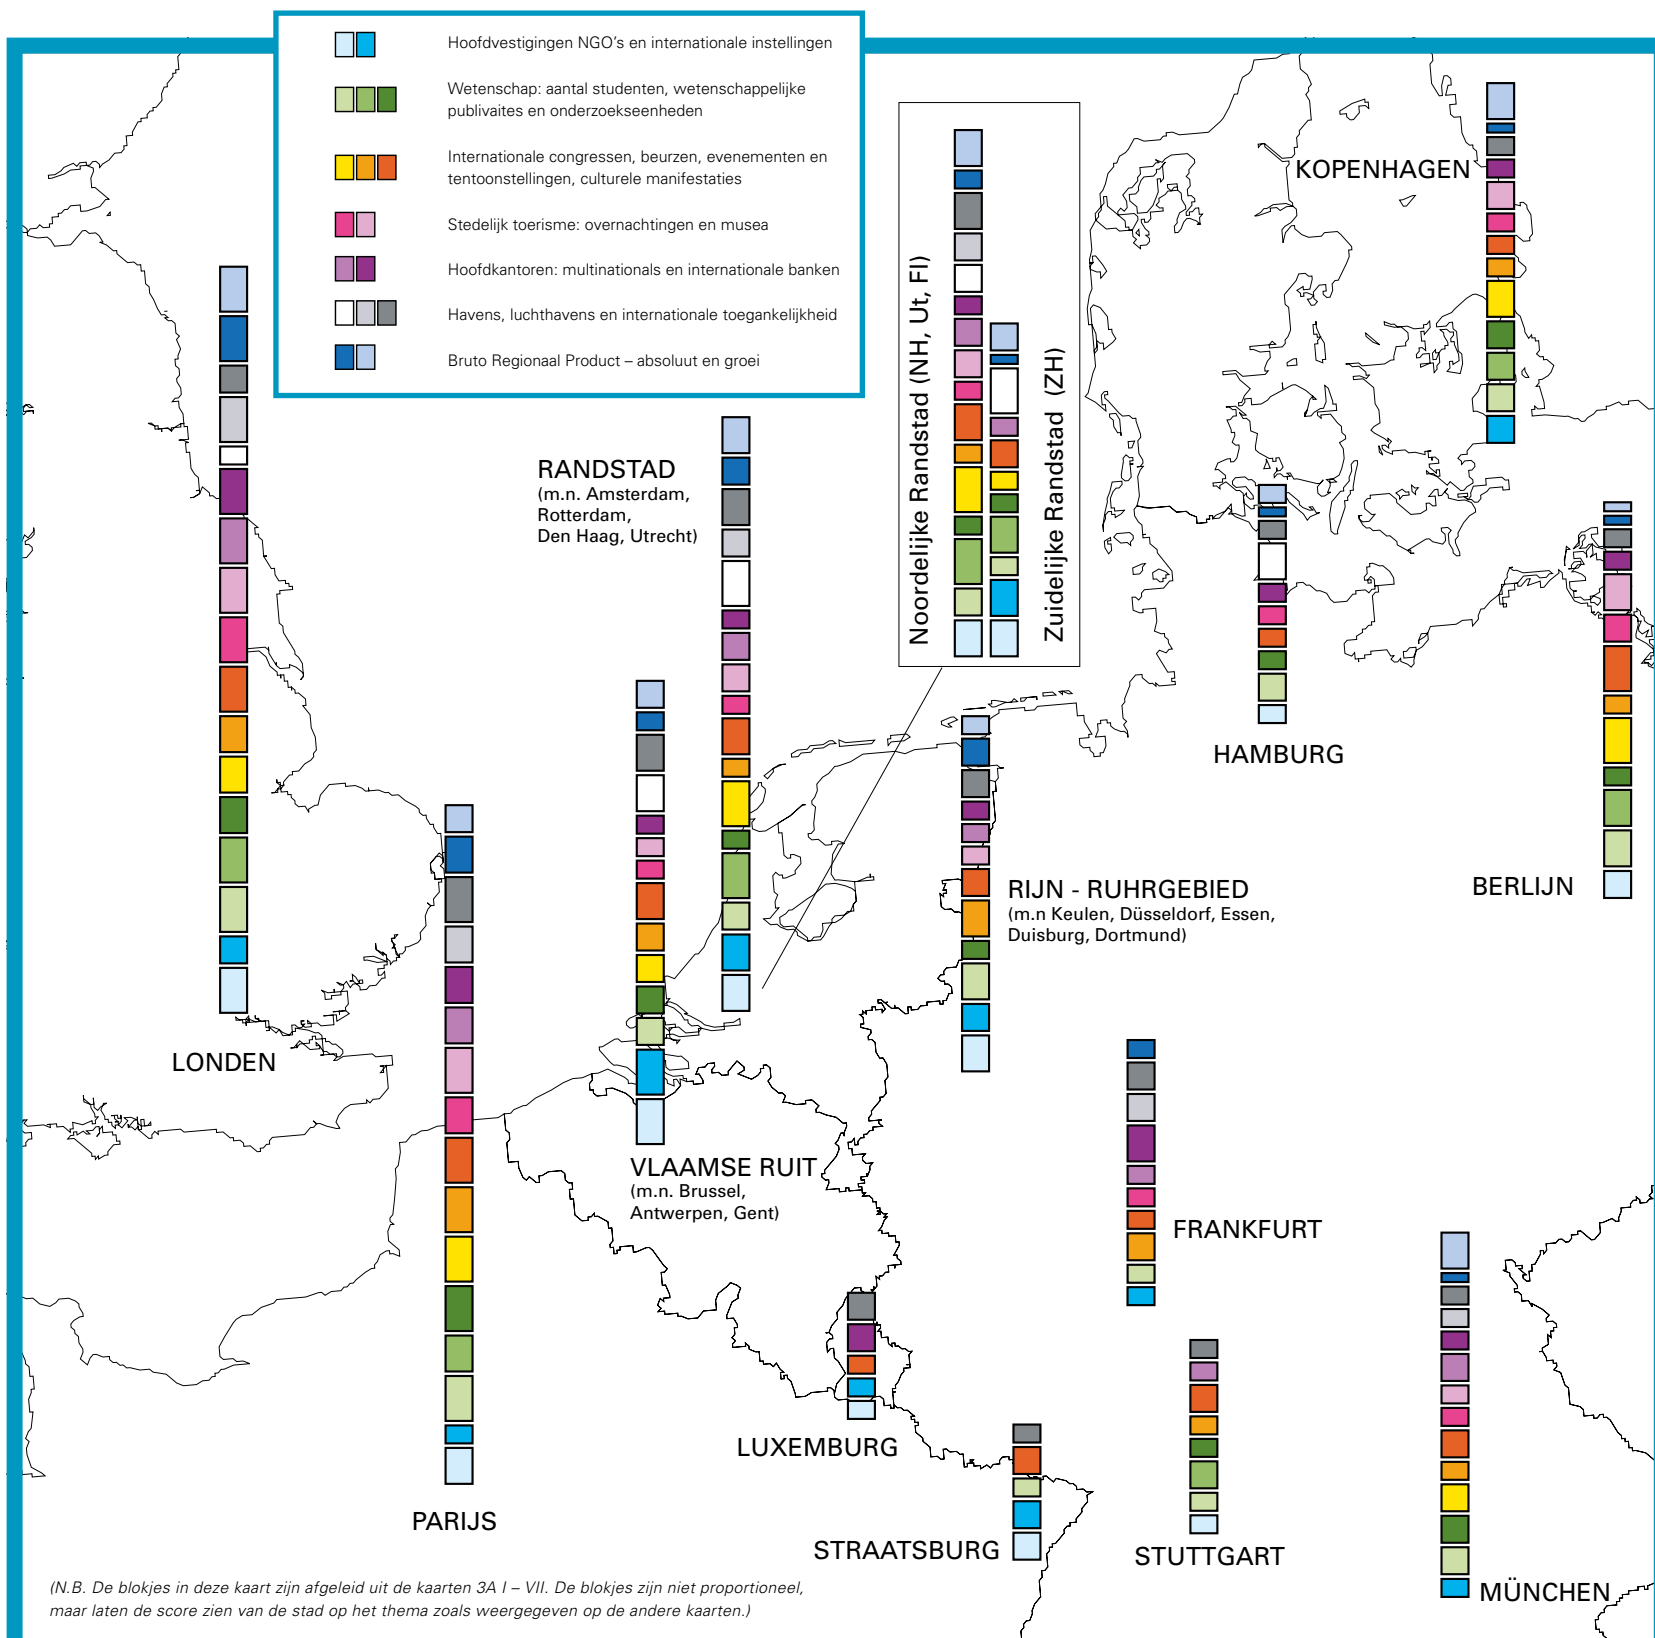 Hoofdvestigingen NGO's en internationale instellingen
Wetenschap: aantal studenten, wetenschappelijke
publivaites en onderzoekseenheden
Internationale congressen, beurzen, evenementen en
tentoonstellingen, culturele manifestaties
Stedelijk toerisme: overnachtingen en musea
Hoofdkantoren: multinationals en internationale banken
Havens, luchthavens en internationale toegankelijkheid
Bruto Regionaal Product – absoluut en groei
Noordelijke Randstad (NH, Ut, Fl)
Zuidelijke Randstad (ZH)
KOPENHAGEN
RANDSTAD
(m.n. Amsterdam,
Rotterdam,
Den Haag, Utrecht)
HAMBURG
BERLIJN
RIJN - RUHRGEBIED
(m.n Keulen, Düsseldorf, Essen,
Duisburg, Dortmund)
LONDEN
VLAAMSE RUIT
(m.n. Brussel,
Antwerpen, Gent)
FRANKFURT
LUXEMBURG
PARIJS
STRAATSBURG
STUTTGART
MÜNCHEN
(N.B. De blokjes in deze kaart zijn afgeleid uit de kaarten 3A I – VII. De blokjes zijn niet proportioneel,
maar laten de score zien van de stad op het thema zoals weergegeven op de andere kaarten.)